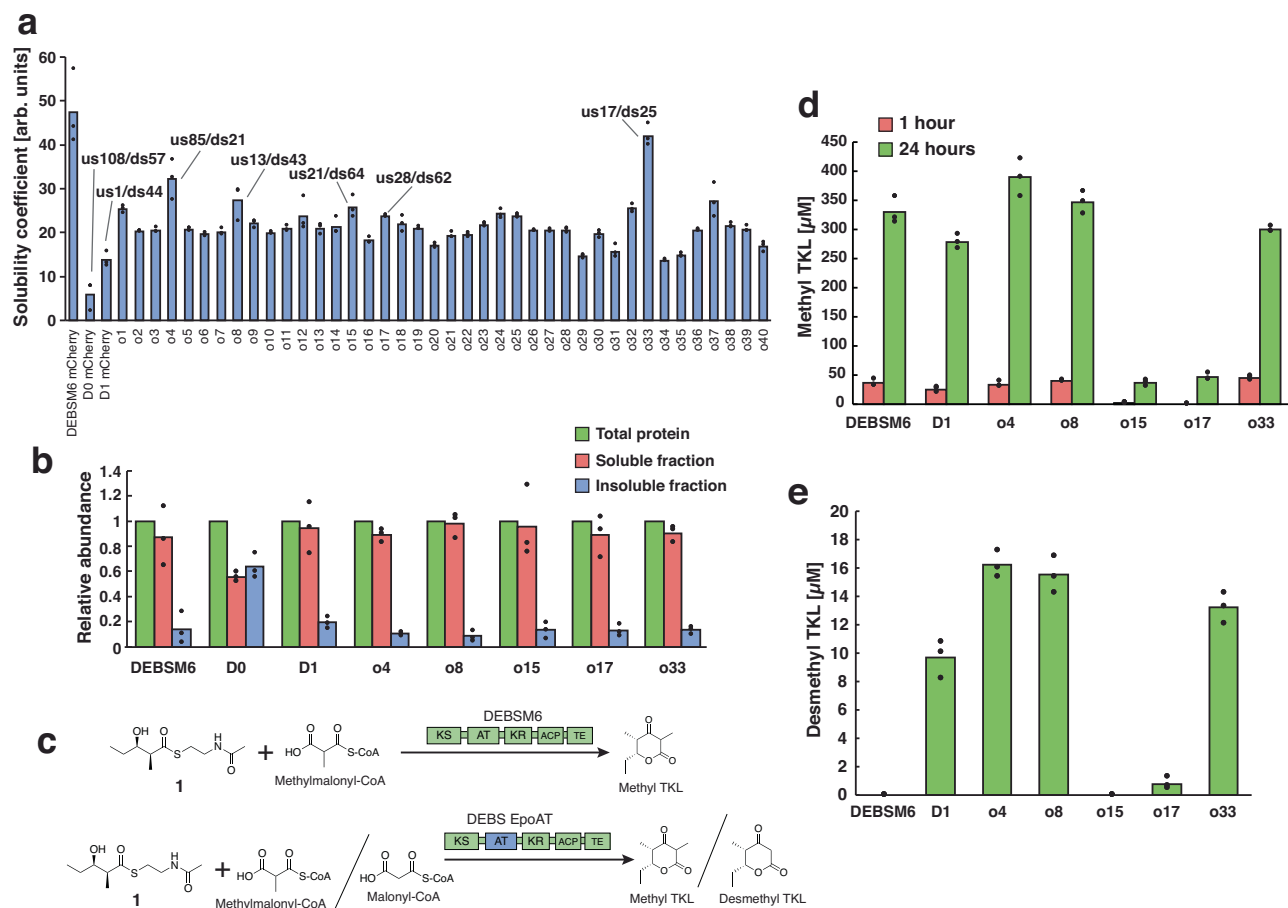 a
Solubility coefficient [arb. units]
60
50
40
30
20
10
0
us108/ds57
us1/ds44
us85/ds21
us13/ds43
us21/ds64
us28/ds62
us17/ds25
DEBSM6 mCherry
D0 mCherry
D1 mCherry
o1
o2
o3
o4
o5
o6
o7
o8
o9
o10
o11
o12
o13
o14
o15
o16
o17
o18
o19
o20
o21
o22
o23
o24
o25
o26
o27
o28
o29
o30
o31
o32
o33
o34
o35
o36
o37
o38
o39
o40
b
Total protein
Soluble fraction
Insoluble fraction
Relative abundance
1.4
1.2
1
0.8
0.6
0.4
0.2
0
DEBSM6 D0 D1 o4 o8 o15 o17 o33
c
OH O
S
H
N
O
1
+
O O
HO S-CoA
Methylmalonyl-CoA
DEBSM6
KS AT KR ACP TE
O
O O
Methyl TKL
OH O
S
H
N
O
1
+
O O
HO S-CoA
Methylmalonyl-CoA
/
O O
HO S-CoA
Malonyl-CoA
DEBS EpoAT
KS AT KR ACP TE
O
O O
Methyl TKL
/
O
O O
Desmethyl TKL
d
1 hour
24 hours
Methyl TKL [µM]
450
400
350
300
250
200
150
100
50
0
DEBSM6 D1 o4 o8 o15 o17 o33
e
Desmethyl TKL [µM]
20
18
16
14
12
10
8
6
4
2
0
DEBSM6 D1 o4 o8 o15 o17 o33